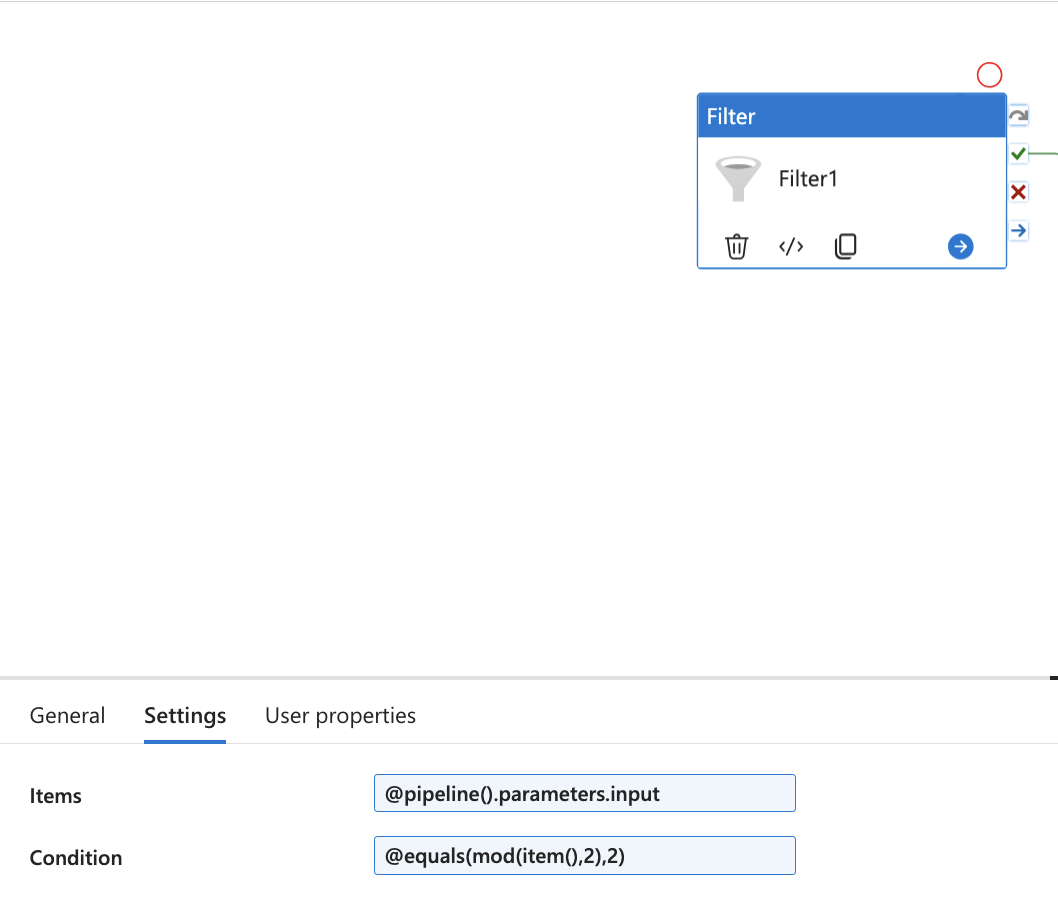 Filter
Filter1
</>
General Settings User properties
Items @pipeline().parameters.input
Condition @equals(mod(item(),2),2)